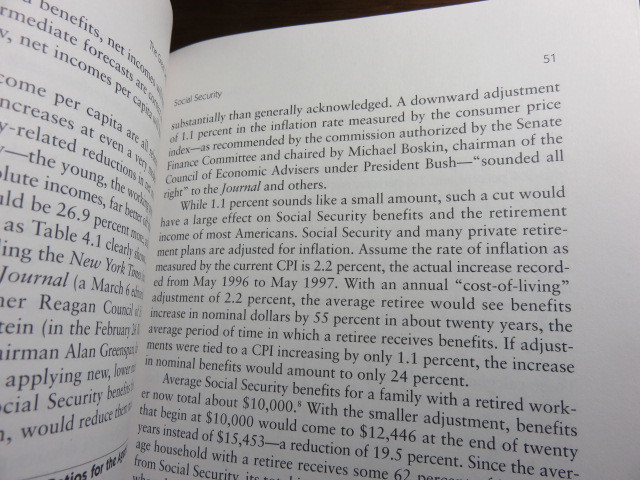 a benefits, net incomes
ermediate forecasts are
, net incomes per capita
come per capita are all
ncreases at even a very
y-related reductions in
y—the young, the working
olute incomes, far better off
uld be 26.9 percent more
as Table 4.1 clearly shows
ling the New York Times
Journal (a March 6
ner Reagan Council of
tein (in the February 24
airman Alan Greenspan
applying new, lower
ocial Security benefits
n, would reduce
atios for the
51
Social Security
substantially than generally acknowledged. A downward adjustment
of 1.1 percent in the inflation rate measured by the consumer price
index—as recommended by the commission authorized by the Senate
Finance Committee and chaired by Michael Boskin, chairman of the
Council of Economic Advisers under President Bush—“sounded all
right” to the Journal and others.
While 1.1 percent sounds like a small amount, such a cut would
have a large effect on Social Security benefits and the retirement
income of most Americans. Social Security and many private retire-
ment plans are adjusted for inflation. Assume the rate of inflation as
measured by the current CPI is 2.2 percent, the actual increase record-
ed from May 1996 to May 1997. With an annual “cost-of-living”
adjustment of 2.2 percent, the average retiree would see benefits
increase in nominal dollars by 55 percent in about twenty years, the
average period of time in which a retiree receives benefits. If adjust-
ments were tied to a CPI increasing by only 1.1 percent, the increase
in nominal benefits would amount to only 24 percent.
Average Social Security benefits for a family with a retired work-
er now total about $10,000.⁸ With the smaller adjustment, benefits
that begin at $10,000 would come to $12,446 at the end of twenty
years instead of $15,453—a reduction of 19.5 percent. Since the aver-
age household with a retiree receives some 62 percent of
from Social Security, its